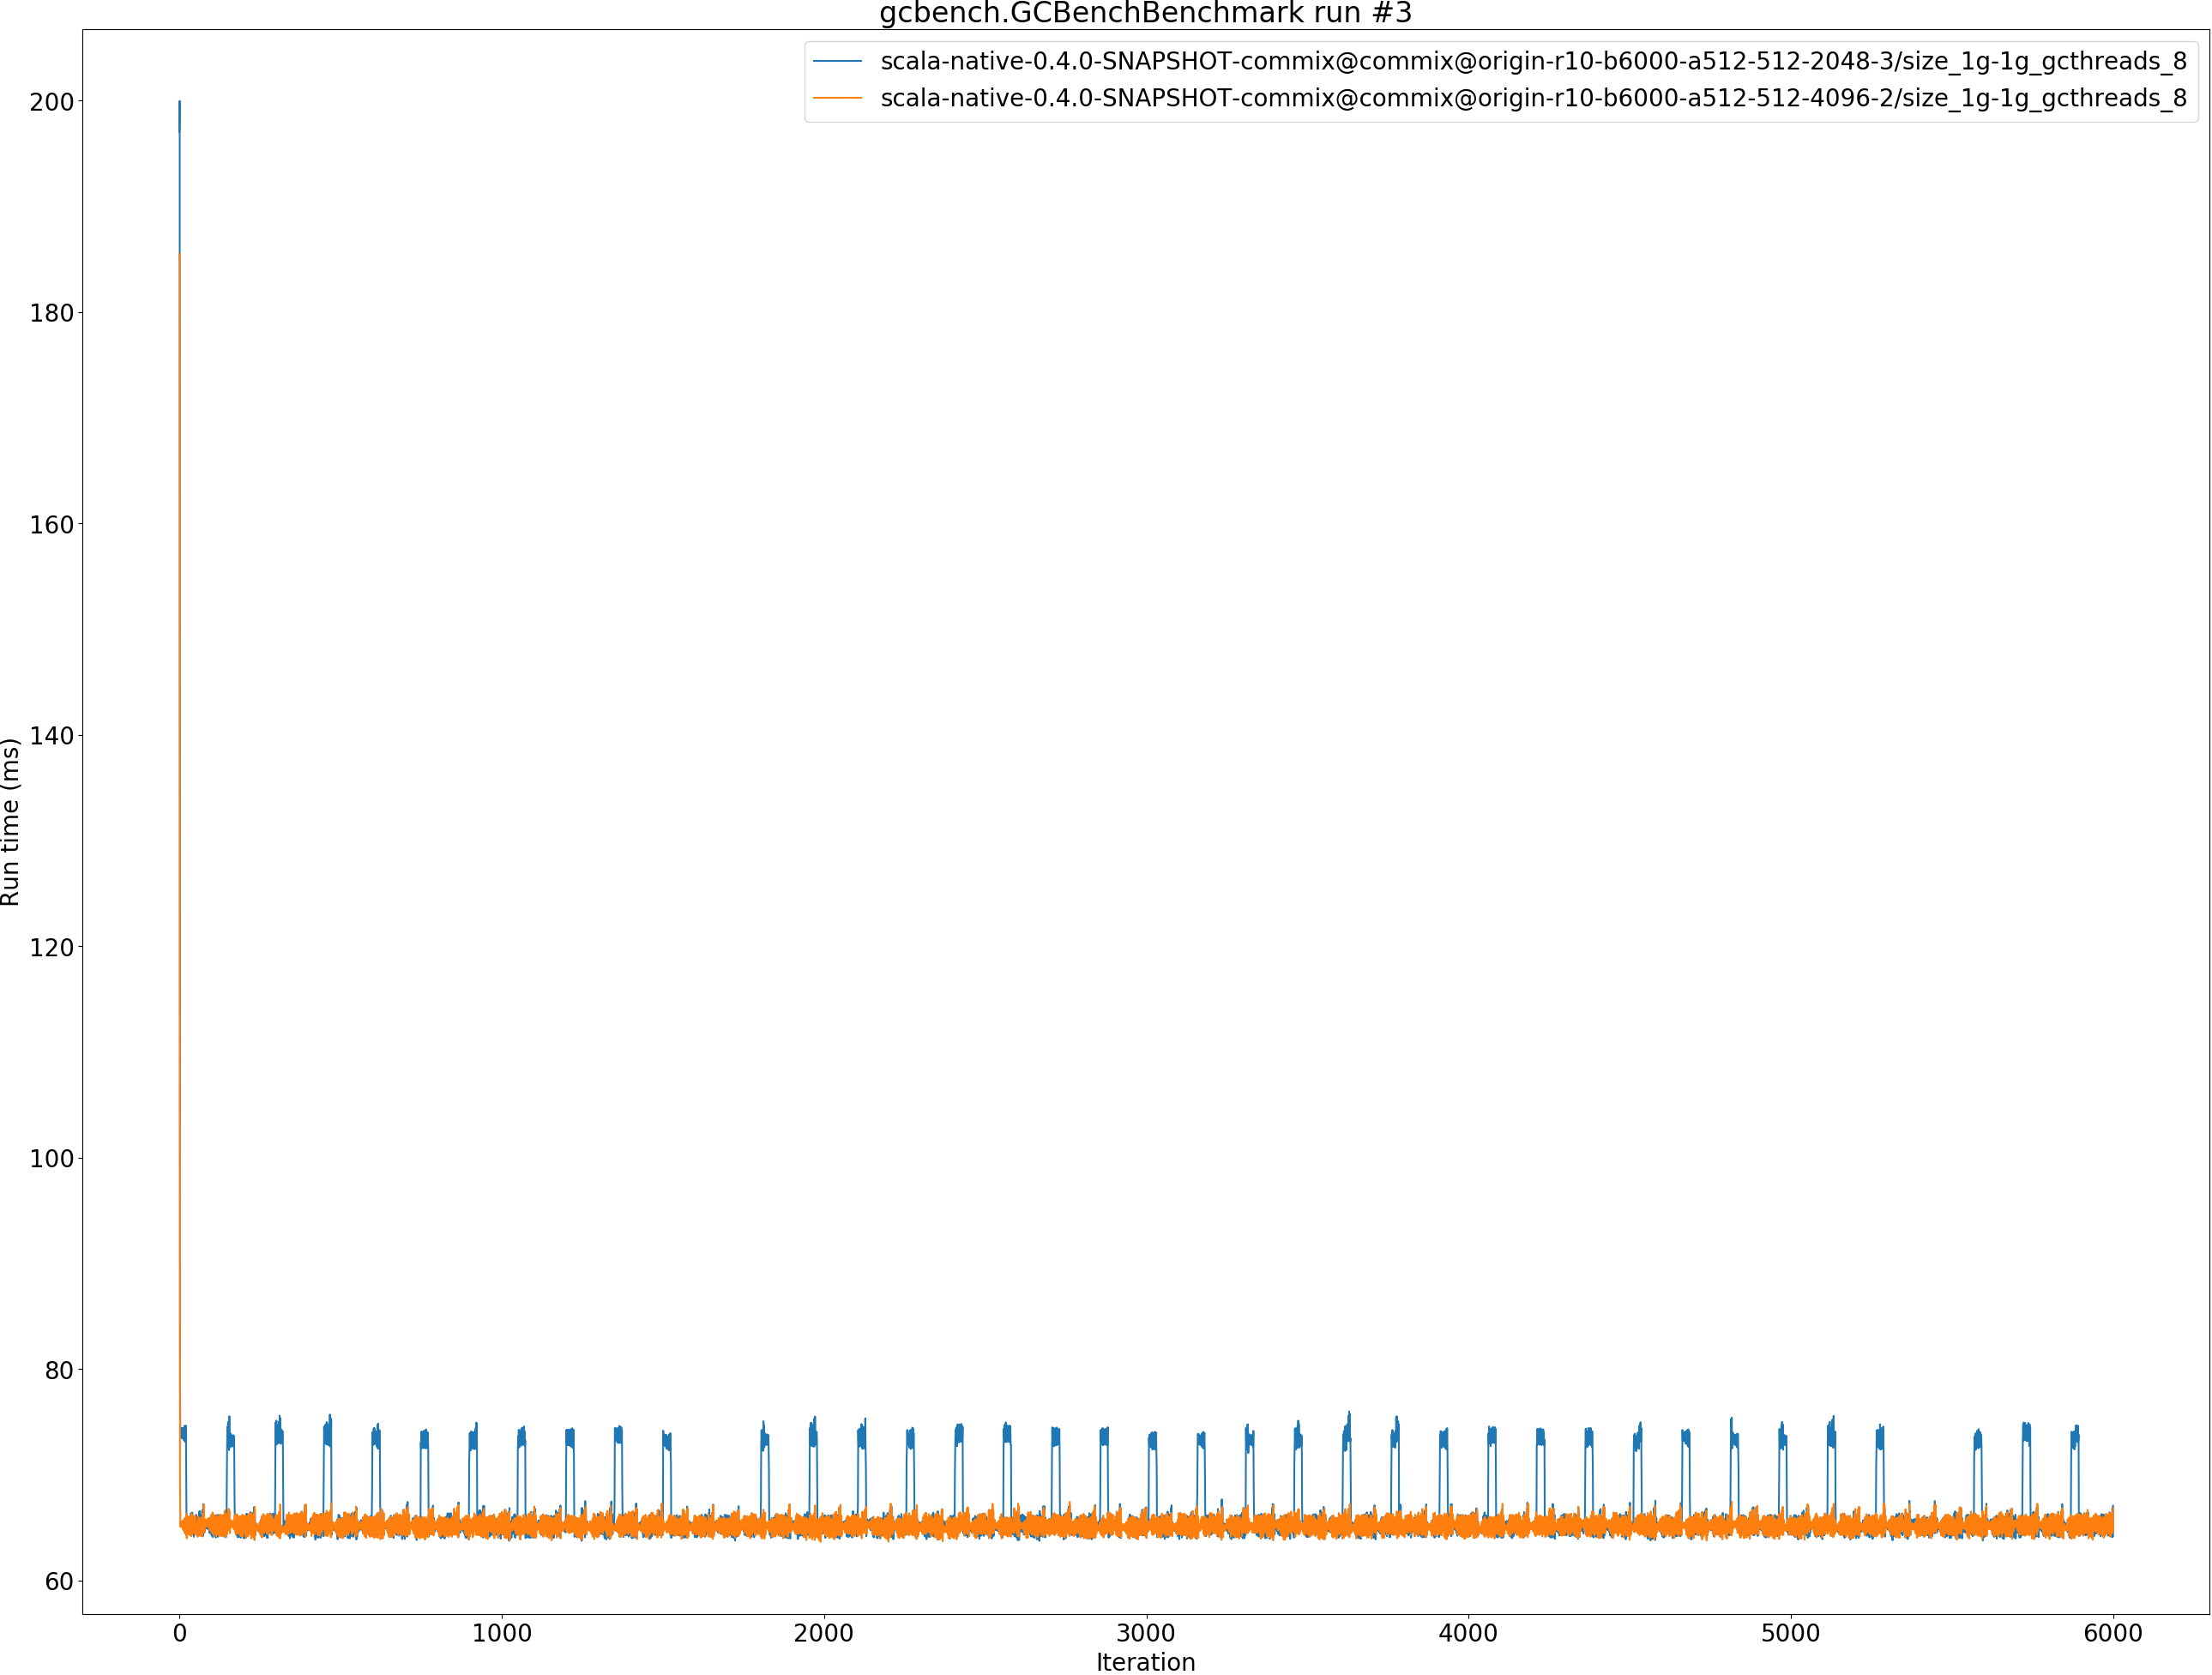 gcbench.GCBenchBenchmark run #3
scala-native-0.4.0-SNAPSHOT-commix@commix@origin-r10-b6000-a512-512-2048-3/size_1g-1g_gcthreads_8
scala-native-0.4.0-SNAPSHOT-commix@commix@origin-r10-b6000-a512-512-4096-2/size_1g-1g_gcthreads_8
200
180
160
140
120
100
80
60
Run time (ms)
0 1000 2000 3000 4000 5000 6000
Iteration